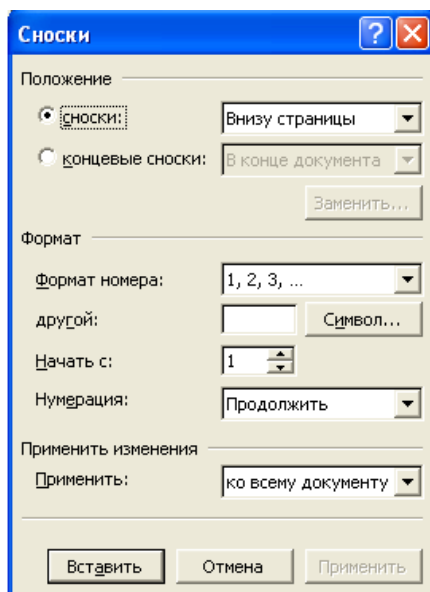 Сноски
Положение
сноски: Внизу страницы
концевые сноски: В конце документа
Заменить...
Формат
Формат номера: 1, 2, 3, ...
другой: Символ...
Начать с: 1
Нумерация: Продолжить
Применить изменения
Применить: ко всему документу
Вставить Отмена Применить